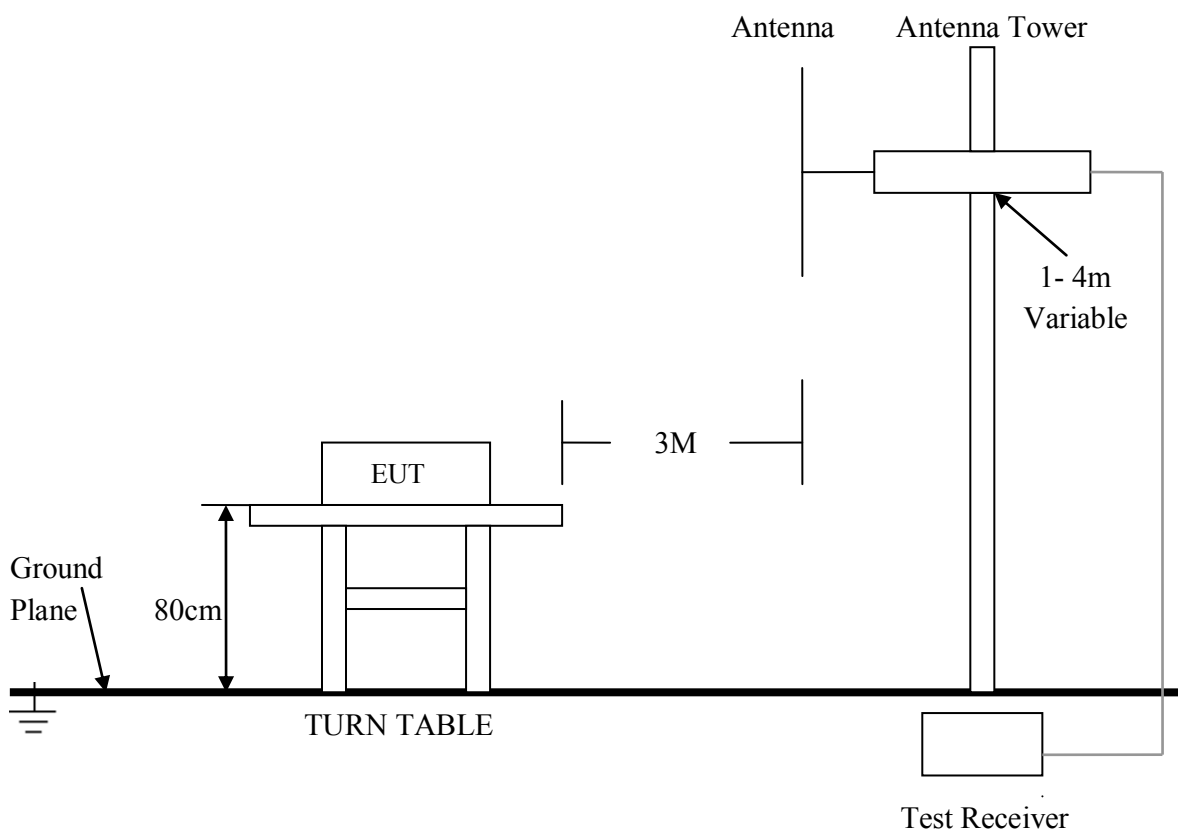 Antenna
Antenna Tower
1- 4m
Variable
3M
EUT
Ground
Plane
80cm
TURN TABLE
Test Receiver